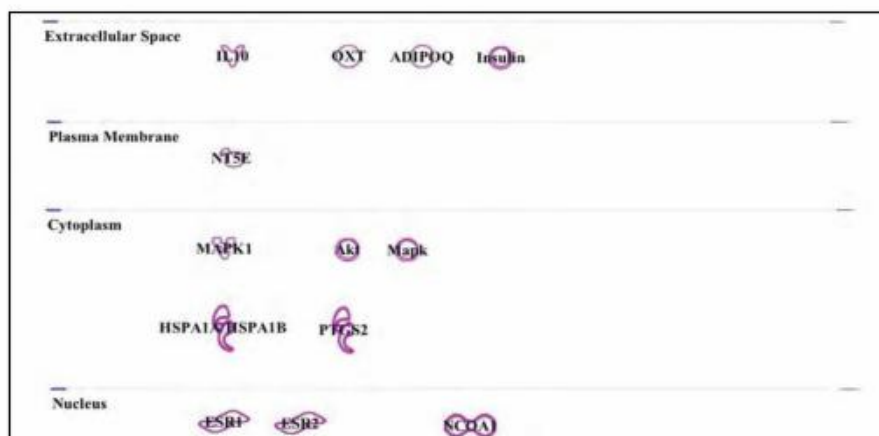 Extracellular Space
IL10 OXT ADIPOQ Insulin
Plasma Membrane
NT5E
Cytoplasm
MAPK1 Akt Mapk
HSPA1A/HSPA1B PTGS2
Nucleus
ESR1 ESR2 NCOA1